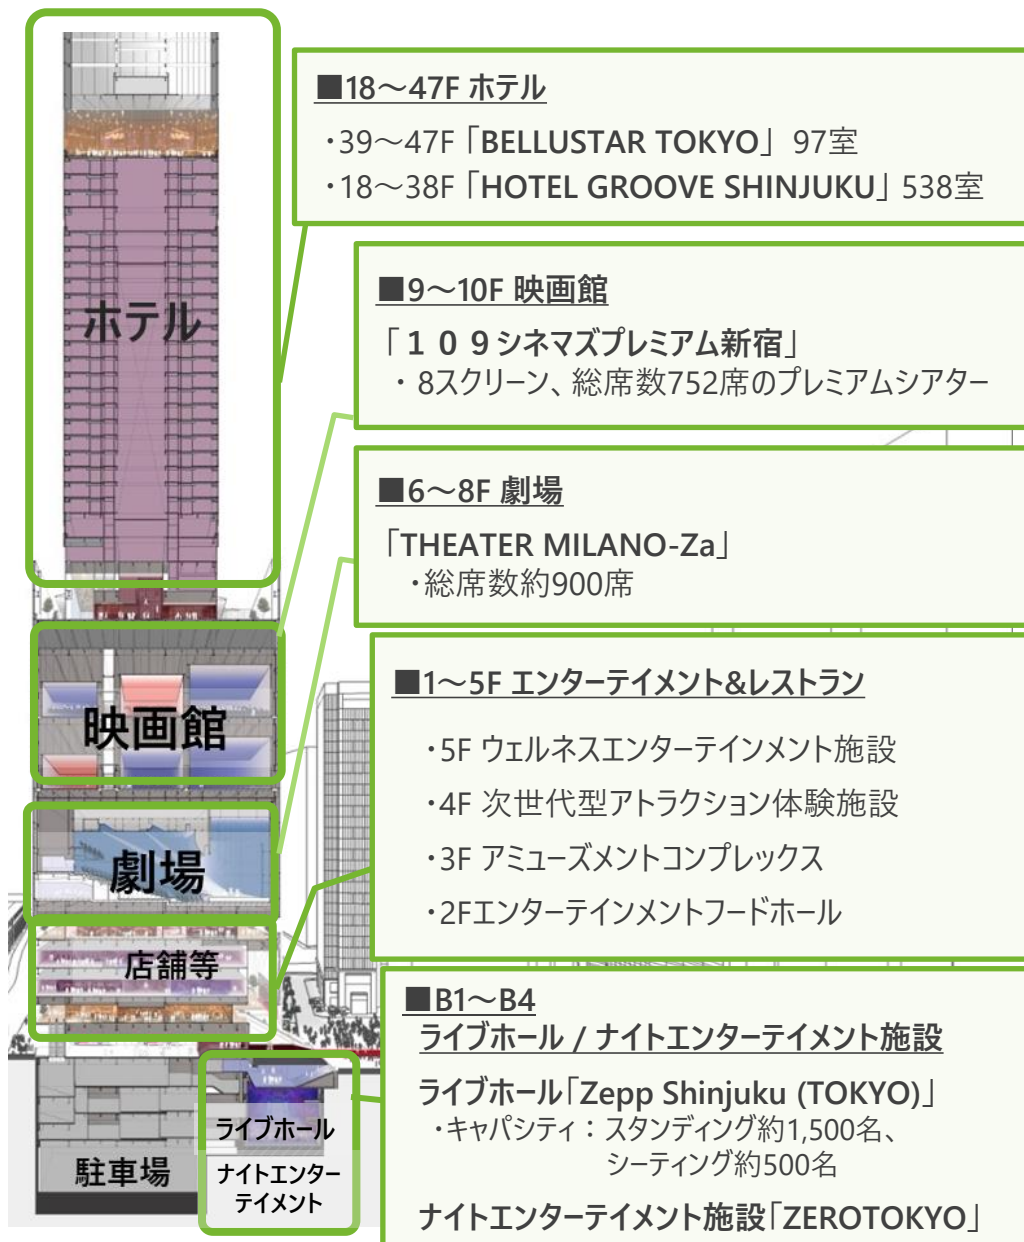 ■18～47F ホテル
・39～47F 「BELLUSTAR TOKYO」 97室
・18～38F 「HOTEL GROOVE SHINJUKU」 538室
■9～10F 映画館
「１０９シネマズプレミアム新宿」
・ 8スクリーン、総席数752席のプレミアムシアター
■6～8F 劇場
「THEATER MILANO-Za」
・総席数約900席
■1～5F エンターテイメント&レストラン
・5F ウェルネスエンターテインメント施設
・4F 次世代型アトラクション体験施設
・3F アミューズメントコンプレックス
・2Fエンターテインメントフードホール
■B1～B4
ライブホール / ナイトエンターテイメント施設
ライブホール「Zepp Shinjuku (TOKYO)」
・キャパシティ：スタンディング約1,500名、
シーティング約500名
ナイトエンターテイメント施設「ZEROTOKYO」
ホテル
映画館
劇場
店舗等
ライブホール
ナイトエンター
テイメント
駐車場